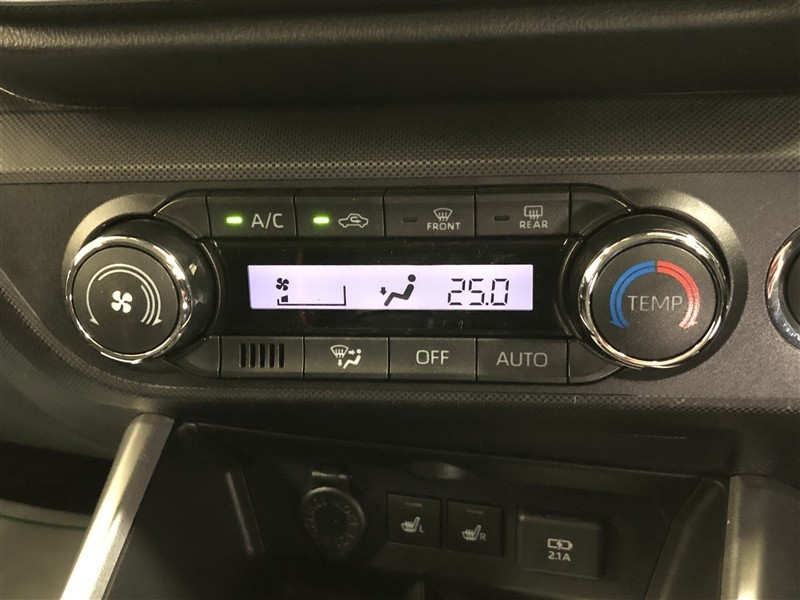 A/C
FRONT
REAR
25.0
TEMP
OFF
AUTO
L
R
2.1A